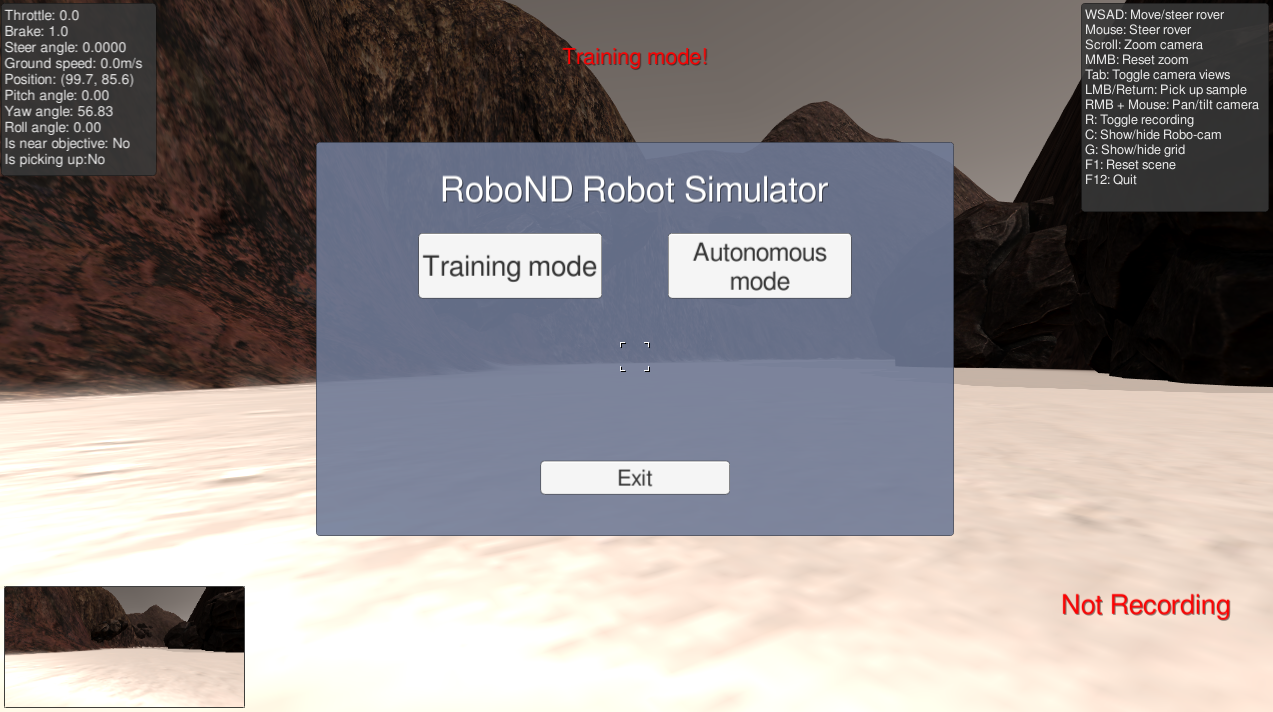 Throttle: 0.0
Brake: 1.0
Steer angle: 0.0000
Ground speed: 0.0m/s
Position: (99.7, 85.6)
Pitch angle: 0.00
Yaw angle: 56.83
Roll angle: 0.00
Is near objective: No
Is picking up:No
Training mode!
WSAD: Move/steer rover
Mouse: Steer rover
Scroll: Zoom camera
MMB: Reset zoom
Tab: Toggle camera views
LMB/Return: Pick up sample
RMB + Mouse: Pan/tilt camera
R: Toggle recording
C: Show/hide Robo-cam
G: Show/hide grid
F1: Reset scene
F12: Quit
RoboND Robot Simulator
Training mode
Autonomous
mode
Exit
Not Recording